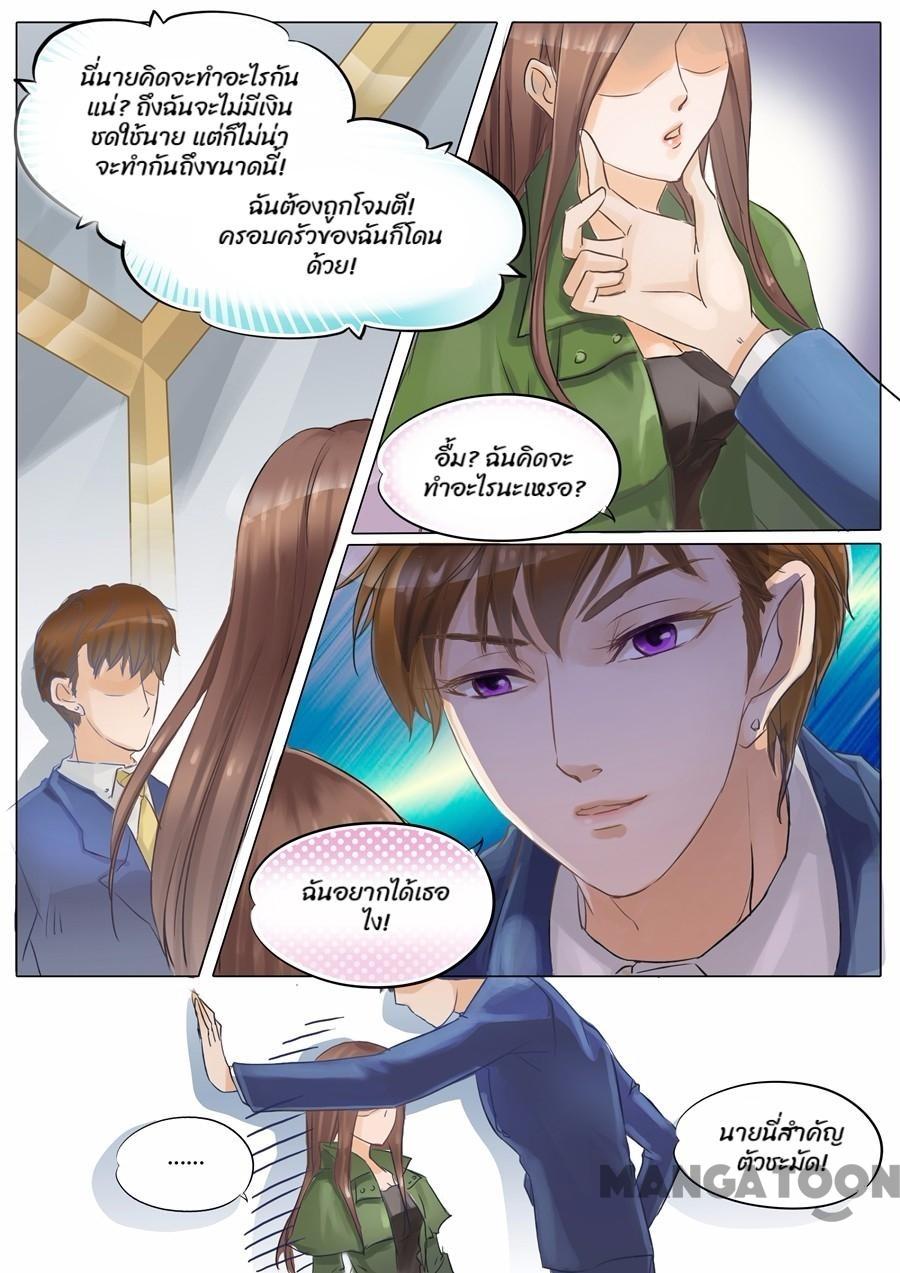 นี่นายคิดจะทำอะไรกัน
แน่? ถึงฉันจะไม่มีเงิน
ชดใช้นาย แต่ก็ไม่น่า
จะทำกันถึงขนาดนี้!
ฉันต้องถูกโจมตี!
ครอบครัวของฉันก็โดน
ด้วย!
อื้ม? ฉันคิดจะ
ทำอะไรนะเหรอ?
ฉันอยากได้เธอ
ไง!
......
นายนี่สำคัญ
ตัวชะมัด!
MANGATOON